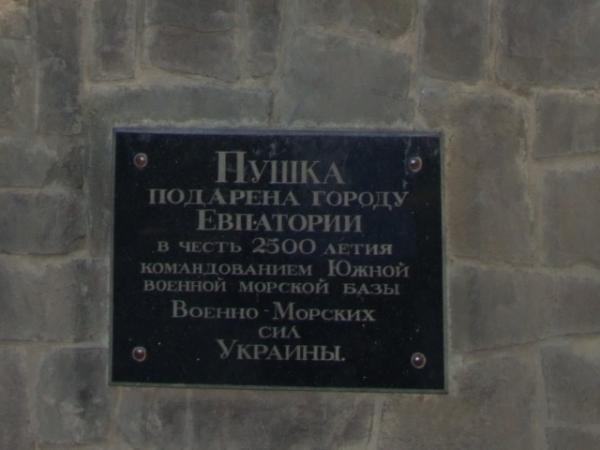 Пушка
подарена городу
Евпатории
в честь 2500 летия
командованием Южной
военной морской базы
Военно-Морских
сил
Украины.